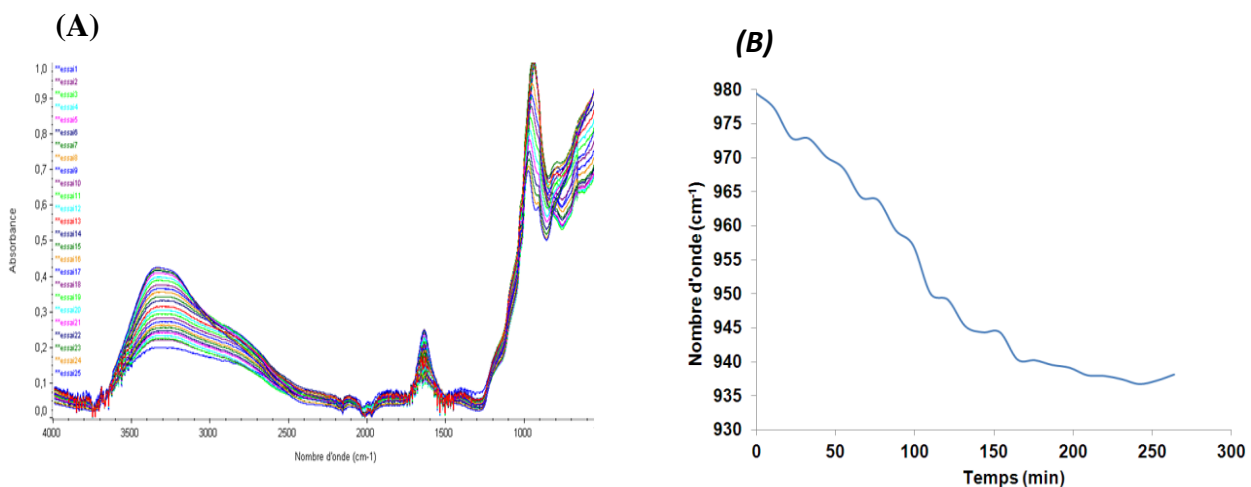 (A)
1,0
0,9
0,8
0,7
0,6
0,5
0,4
0,3
0,2
0,1
0,0
Absorbance
**essai1
**essai2
**essai3
**essai4
**essai5
**essai6
**essai7
**essai8
**essai9
**essai10
**essai11
**essai12
**essai13
**essai14
**essai15
**essai16
**essai17
**essai18
**essai19
**essai20
**essai21
**essai22
**essai23
**essai24
**essai25
4000 3500 3000 2500 2000 1500 1000
Nombre d'onde (cm-1)
(B)
980
975
970
965
960
955
950
945
940
935
930
Nombre d'onde (cm⁻¹)
0 50 100 150 200 250 300
Temps (min)